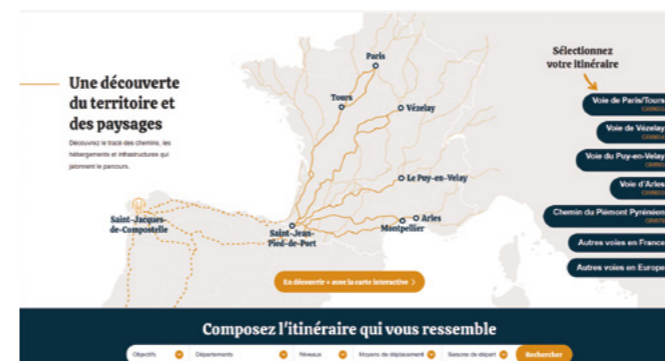 Une découverte
du territoire et
des paysages
Découvrez le tracé des chemins, les
hébergements et infrastructures qui
jalonnent le parcours.
Paris
Tours
Vézelay
Le Puy-en-Velay
Arles
Montpellier
Saint-Jean-
Pied-de-Port
Saint-Jacques-
de-Compostelle
En découvrir + avec la carte interactive >
Sélectionnez
votre itinéraire
Voie de Paris/Tours
Voie de Vézelay
Voie du Puy-en-Velay
Voie d'Arles
Chemin du Piémont Pyrénéen
Autres voies en France
Autres voies en Europe
Composez l'itinéraire qui vous ressemble
Objectifs
Départements
Niveaux
Moyens de déplacement
Saisons de départ
Rechercher